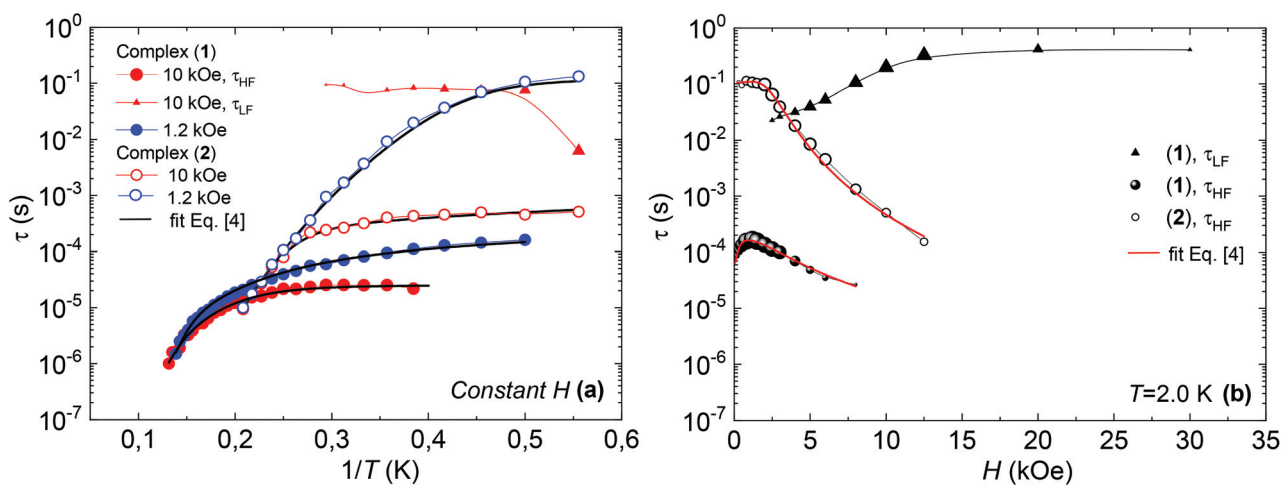 10⁰
10⁻¹
10⁻²
10⁻³
10⁻⁴
10⁻⁵
10⁻⁶
10⁻⁷
τ (s)
Complex (1)
10 kOe, τHF
10 kOe, τLF
1.2 kOe
Complex (2)
10 kOe
1.2 kOe
fit Eq. [4]
Constant H (a)
0,1 0,2 0,3 0,4 0,5 0,6
1/T (K)
10⁰
10⁻¹
10⁻²
10⁻³
10⁻⁴
10⁻⁵
10⁻⁶
10⁻⁷
τ (s)
(1), τLF
(1), τHF
(2), τHF
fit Eq. [4]
T=2.0 K (b)
0 5 10 15 20 25 30 35
H (kOe)